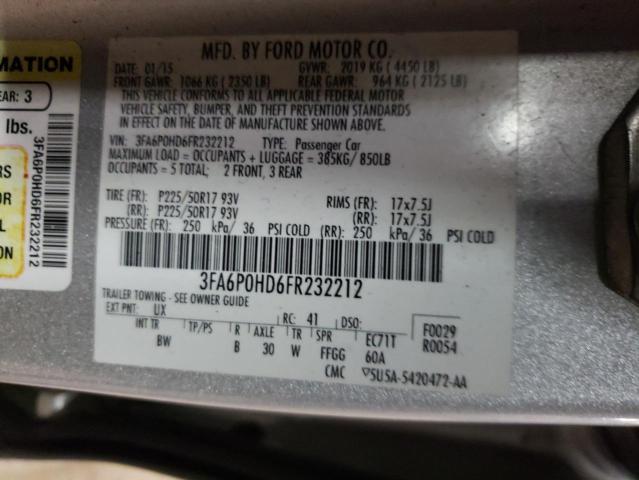 MATION
EAR: 3
lbs.
RS
OR
L
ON
3FA6P0HD6FR232212
MFD. BY FORD MOTOR CO.
DATE: 01/15 GVWR: 2019 KG ( 4450 LB)
FRONT GAWR: 1066 KG ( 2350 LB) REAR GAWR: 964 KG ( 2125 LB)
THIS VEHICLE CONFORMS TO ALL APPLICABLE FEDERAL MOTOR
VEHICLE SAFETY, BUMPER, AND THEFT PREVENTION STANDARDS
IN EFFECT ON THE DATE OF MANUFACTURE SHOWN ABOVE.
VIN: 3FA6P0HD6FR232212 TYPE: Passenger Car
MAXIMUM LOAD = OCCUPANTS + LUGGAGE = 385KG/ 850LB
OCCUPANTS = 5 TOTAL; 2 FRONT, 3 REAR
TIRE (FR): P225/50R17 93V RIMS (FR): 17x7.5J
(RR): P225/50R17 93V (RR): 17x7.5J
PRESSURE (FR): 250 kPa/ 36 PSI COLD (RR): 250 kPa/ 36 PSI COLD
3FA6P0HD6FR232212
TRAILER TOWING - SEE OWNER GUIDE
EXT PNT: UX RC: 41 DSO: F0029
INT TR TP/PS R AXLE TR SPR EC71T R0054
BW B 30 W FFGG 60A
CMC ▽5U5A-5420472-AA